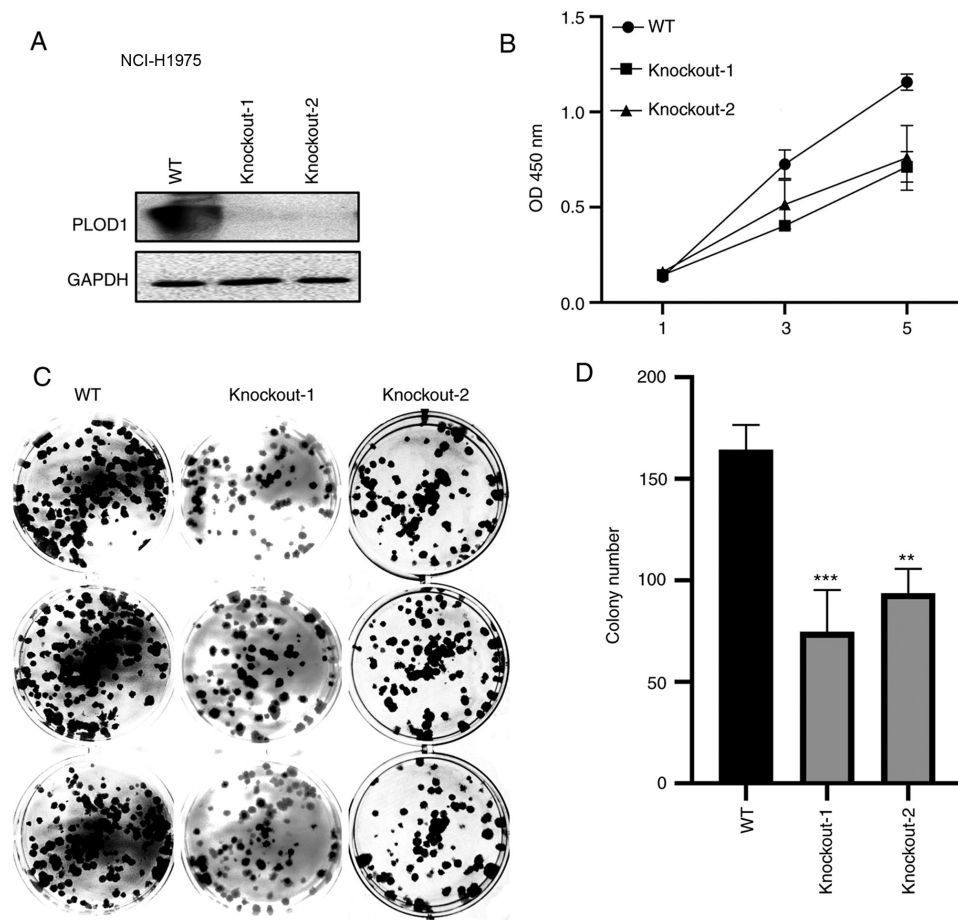 A
NCI-H1975
WT
Knockout-1
Knockout-2
PLOD1
GAPDH
B
WT
Knockout-1
Knockout-2
OD 450 nm
1.5
1.0
0.5
0.0
1 3 5
C
WT Knockout-1 Knockout-2
D
Colony number
200
150
100
50
0
***
**
WT
Knockout-1
Knockout-2